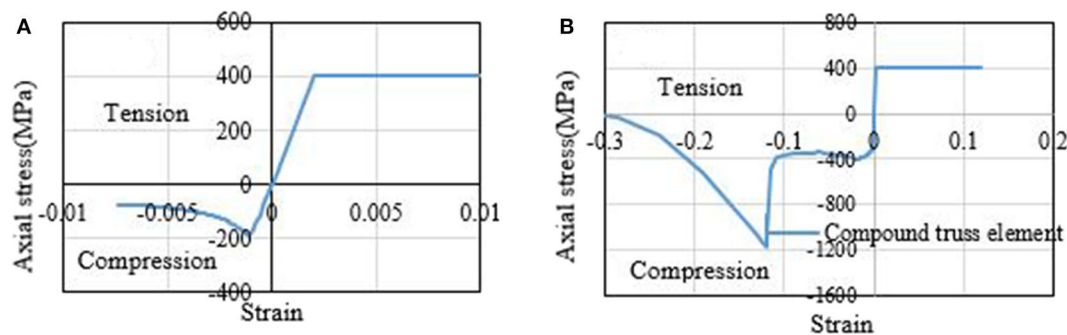 A
600
400
200
0
-200
-400
-0.01
-0.005
0
0.005
0.01
Tension
Compression
Axial stress(MPa)
Strain
B
800
400
0
-400
-800
-1200
-1600
-0.3
-0.2
-0.1
0
0.1
0.2
Tension
Compression
Compound truss element
Axial stress(MPa)
Strain